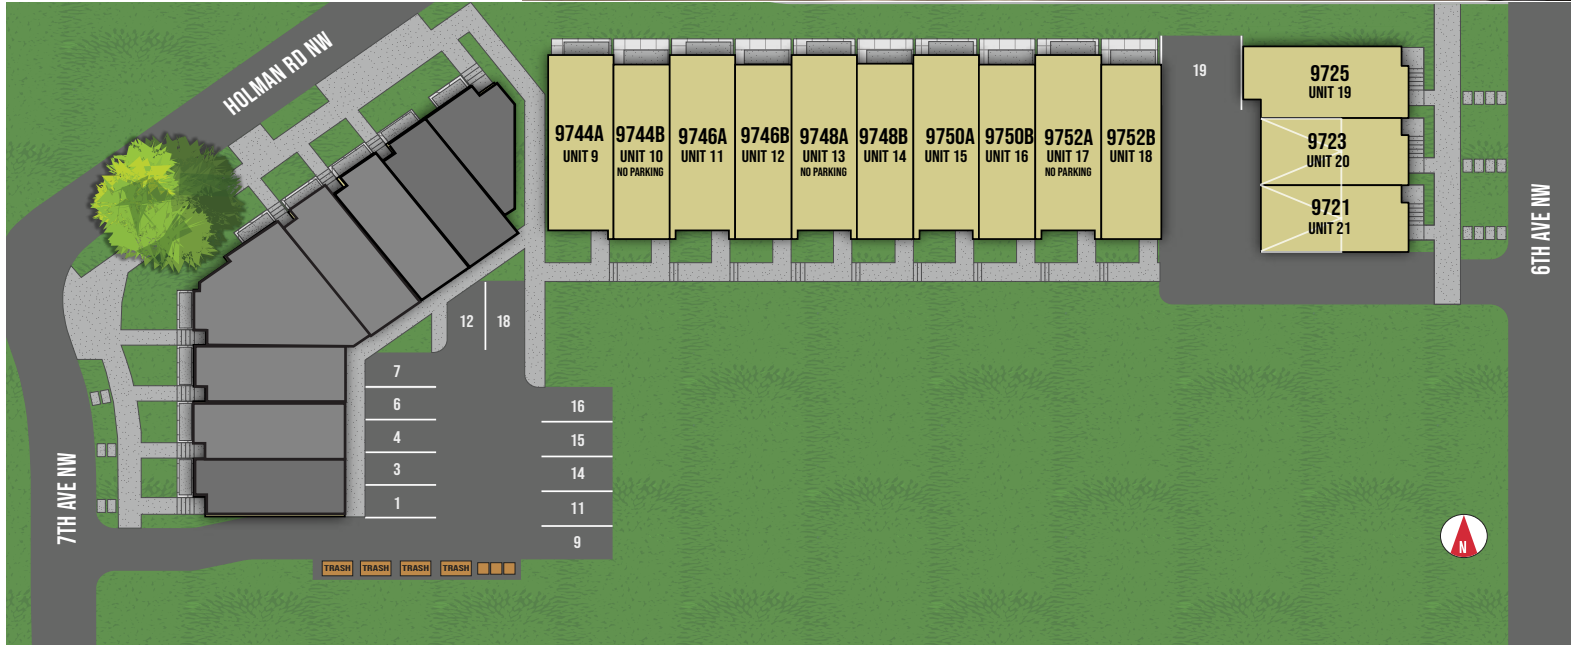 HOLMAN RD NW
9744A
UNIT 9
9744B
UNIT 10
NO PARKING
9746A
UNIT 11
9746B
UNIT 12
9748A
UNIT 13
NO PARKING
9748B
UNIT 14
9750A
UNIT 15
9750B
UNIT 16
9752A
UNIT 17
NO PARKING
9752B
UNIT 18
19
9725
UNIT 19
9723
UNIT 20
9721
UNIT 21
6TH AVE NW
12
18
7
6
4
3
1
16
15
14
11
9
7TH AVE NW
TRASH
TRASH
TRASH
TRASH
N